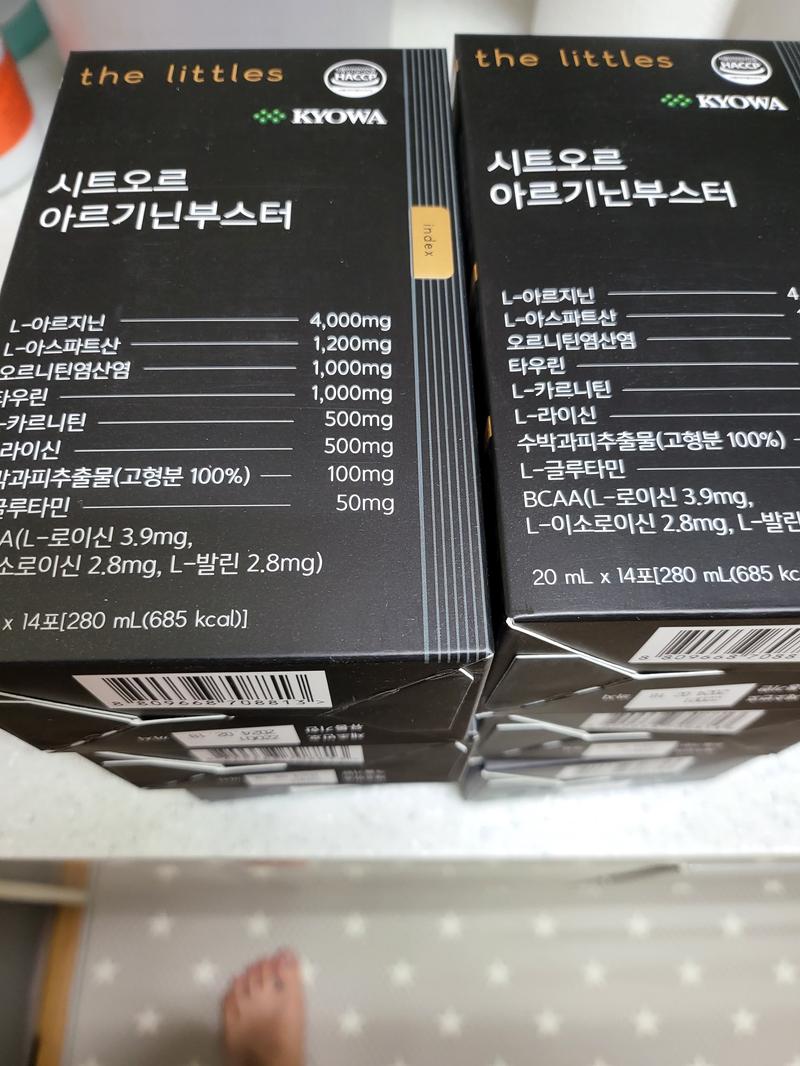 the littles
HACCP
KYOWA
시트오르
아르기닌부스터
index
L-아르지닌 4,000mg
L-아스파트산 1,200mg
오르니틴염산염 1,000mg
타우린 1,000mg
-카르니틴 500mg
라이신 500mg
박과피추출물(고형분 100%) 100mg
글루타민 50mg
A(L-로이신 3.9mg,
소로이신 2.8mg, L-발린 2.8mg)
x 14포[280 mL(685 kcal)]
8 809668 708813 >
the littles
HACCP
KYOWA
시트오르
아르기닌부스터
L-아르지닌 4
L-아스파트산
오르니틴염산염
타우린
L-카르니틴
L-라이신
수박과피추출물(고형분 100%)
L-글루타민
BCAA(L-로이신 3.9mg,
L-이소로이신 2.8mg, L-발린
20 mL x 14포[280 mL(685 kc